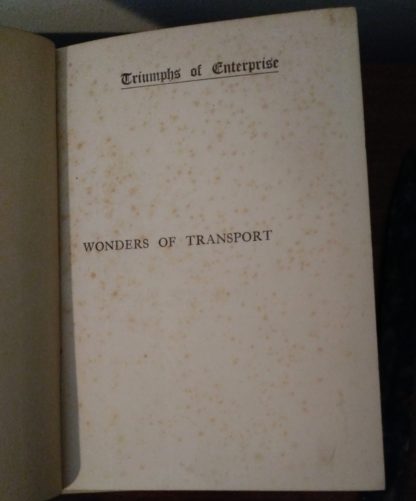 Triumphs of Enterprise
WONDERS OF TRANSPORT